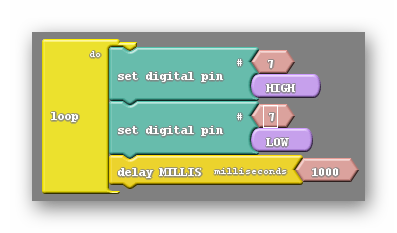 do
set digital pin # 7
HIGH
loop
set digital pin # 7
LOW
delay MILLIS milliseconds 1000